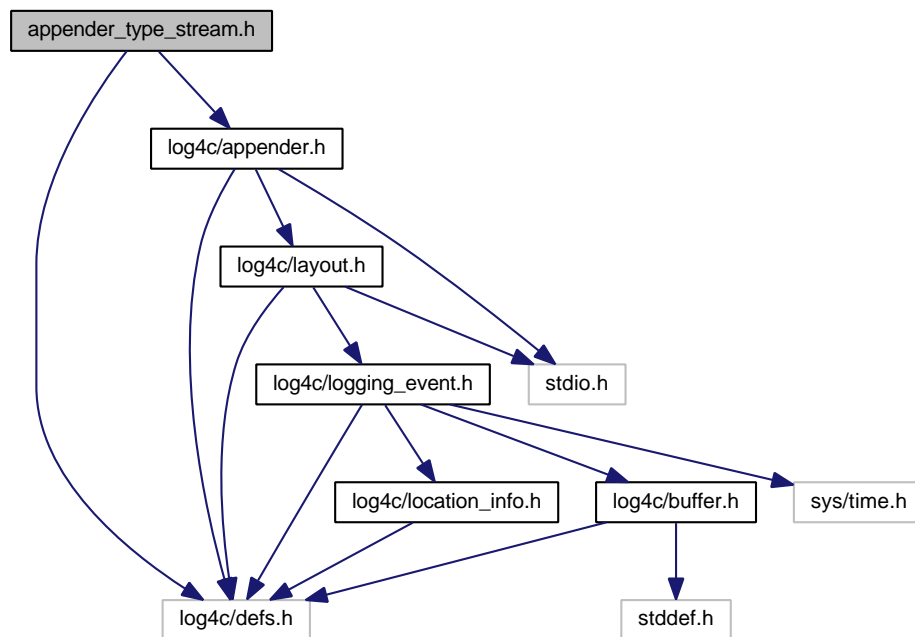 appender_type_stream.h
log4c/appender.h
log4c/layout.h
log4c/logging_event.h
stdio.h
log4c/location_info.h
log4c/buffer.h
sys/time.h
log4c/defs.h
stddef.h